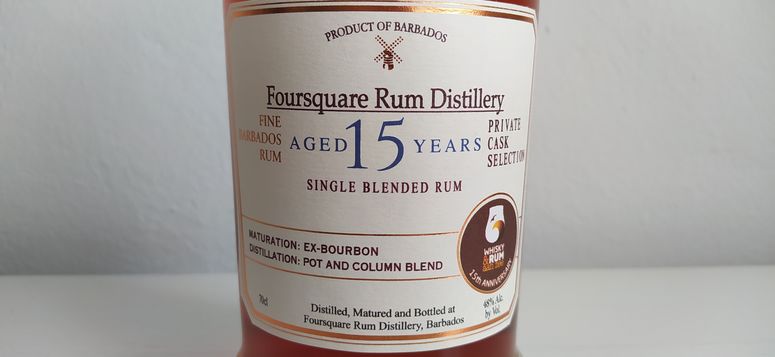 PRODUCT OF BARBADOS
Foursquare Rum Distillery
FINE
BARBADOS
RUM
AGED 15 YEARS
PRIVATE
CASK
SELECTION
SINGLE BLENDED RUM
MATURATION: EX-BOURBON
DISTILLATION: POT AND COLUMN BLEND
WHISKY
&RUM
15th ANNIVERSARY
70cl
Distilled, Matured and Bottled at
Foursquare Rum Distillery, Barbados
48% Alc.
by Vol.